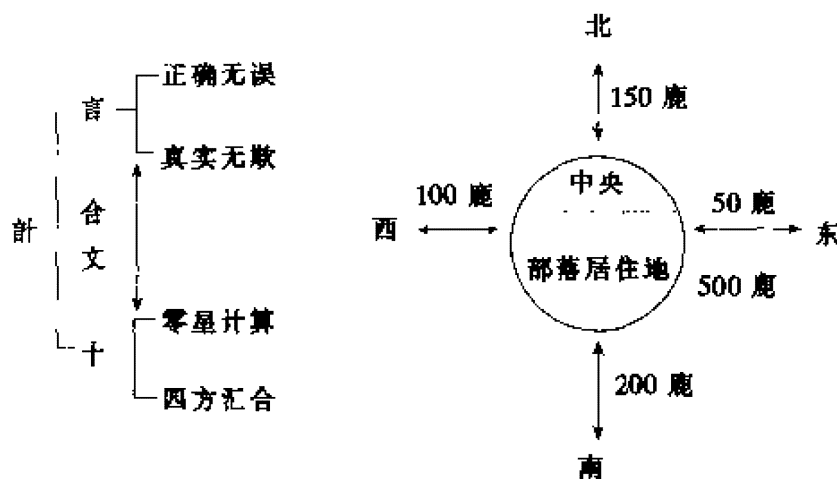 計
言
正确无误
真实无欺
合
文
十
零星计算
四方汇合
北
150 鹿
100 鹿
西
中央
部落居住地
50 鹿
东
500 鹿
200 鹿
南